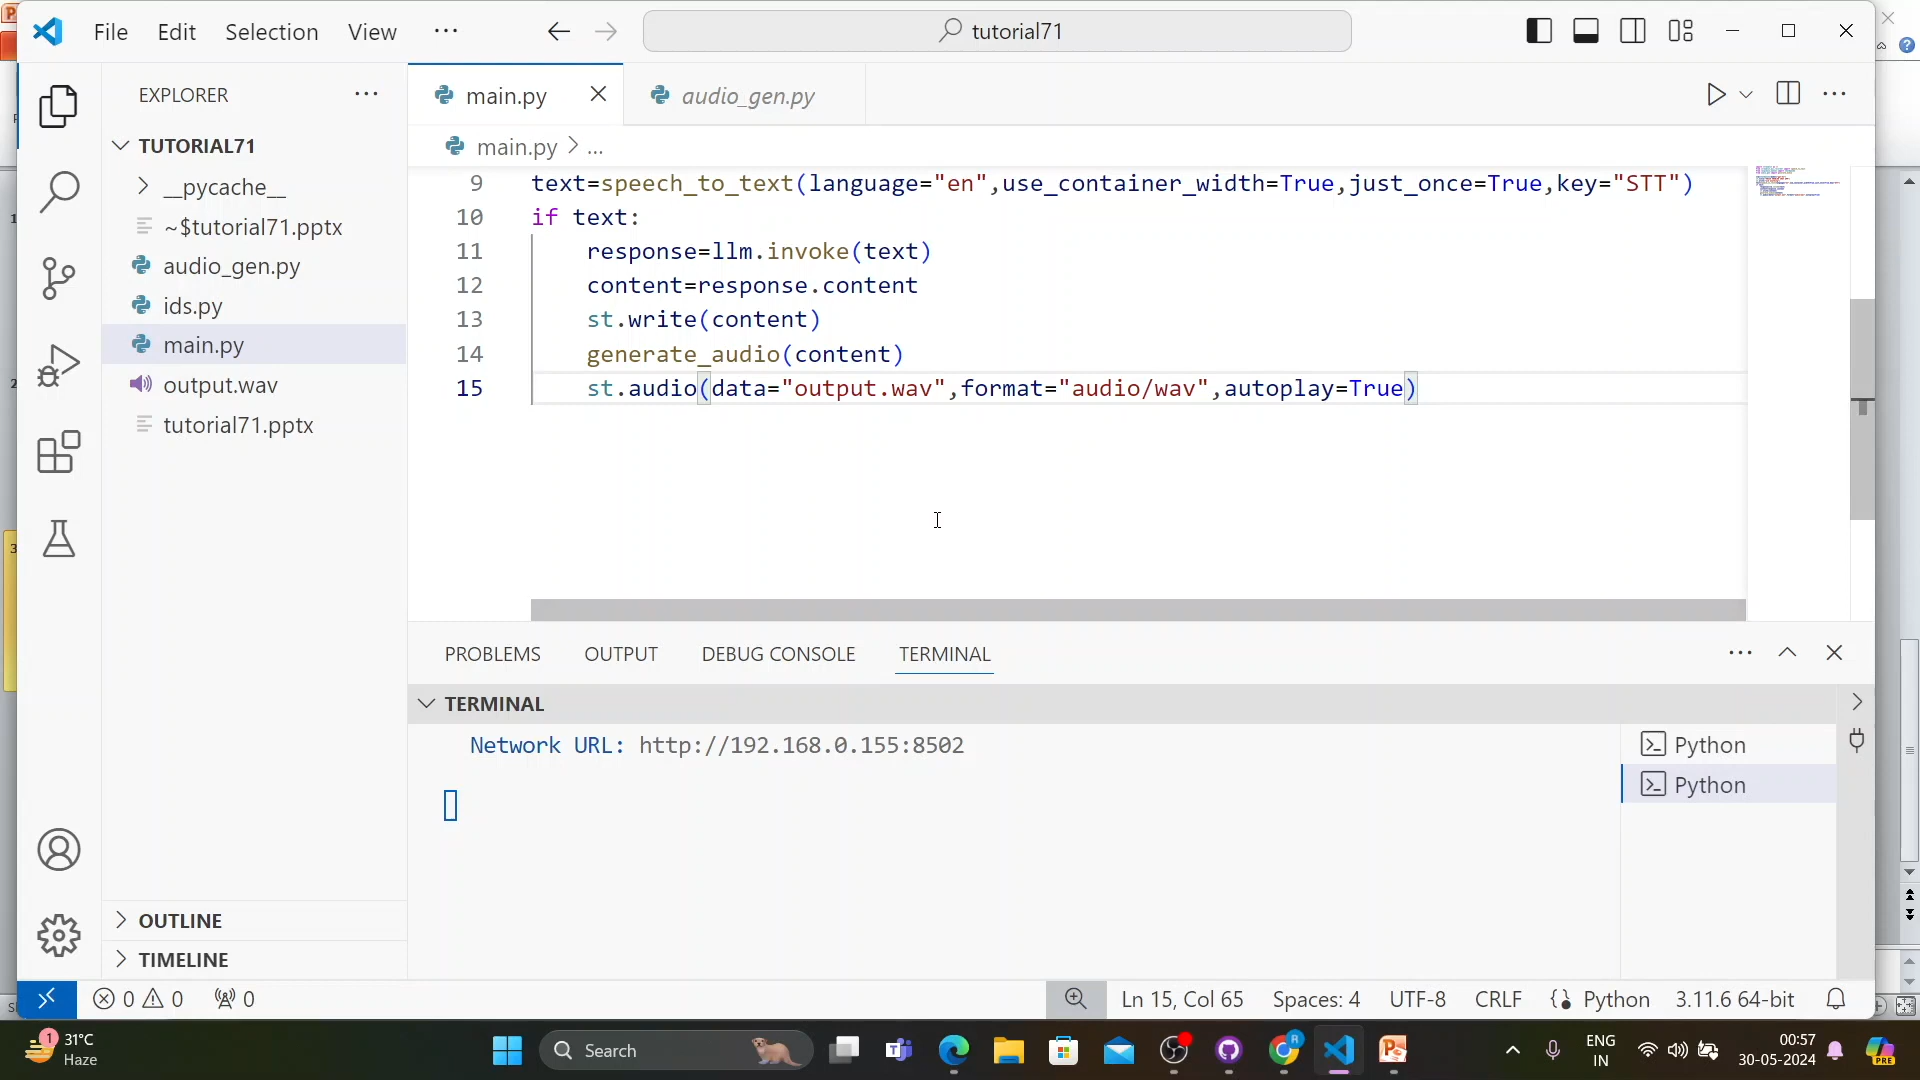 File Edit Selection View ... tutorial71
EXPLORER ...
main.py audio_gen.py
TUTORIAL71
main.py > ...
__pycache__
~$tutorial71.pptx
audio_gen.py
ids.py
main.py
output.wav
tutorial71.pptx
9 text=speech_to_text(language="en",use_container_width=True,just_once=True,key="STT")
10 if text:
11 response=llm.invoke(text)
12 content=response.content
13 st.write(content)
14 generate_audio(content)
15 st.audio(data="output.wav",format="audio/wav",autoplay=True)
PROBLEMS OUTPUT DEBUG CONSOLE TERMINAL
TERMINAL
Network URL: http://192.168.0.155:8502
Python
Python
OUTLINE
TIMELINE
0 0 0 Ln 15, Col 65 Spaces: 4 UTF-8 CRLF Python 3.11.6 64-bit
1 31°C
Haze
Search
ENG
IN
00:57
30-05-2024
PRE